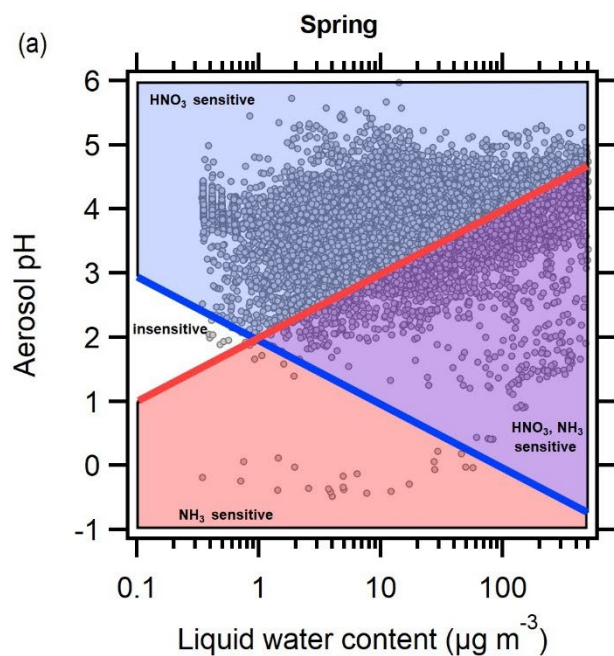 (a)
Spring
Aerosol pH
6
5
4
3
2
1
0
-1
HNO₃ sensitive
insensitive
HNO₃, NH₃
sensitive
NH₃ sensitive
0.1 1 10 100
Liquid water content (µg m⁻³)